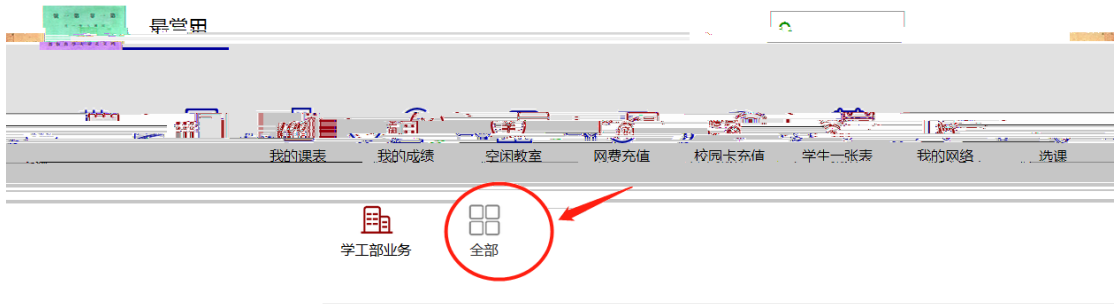 最常用
我的课表 我的成绩 空闲教室 网费充值 校园卡充值 学生一张表 我的网络 选课
学工部业务 全部